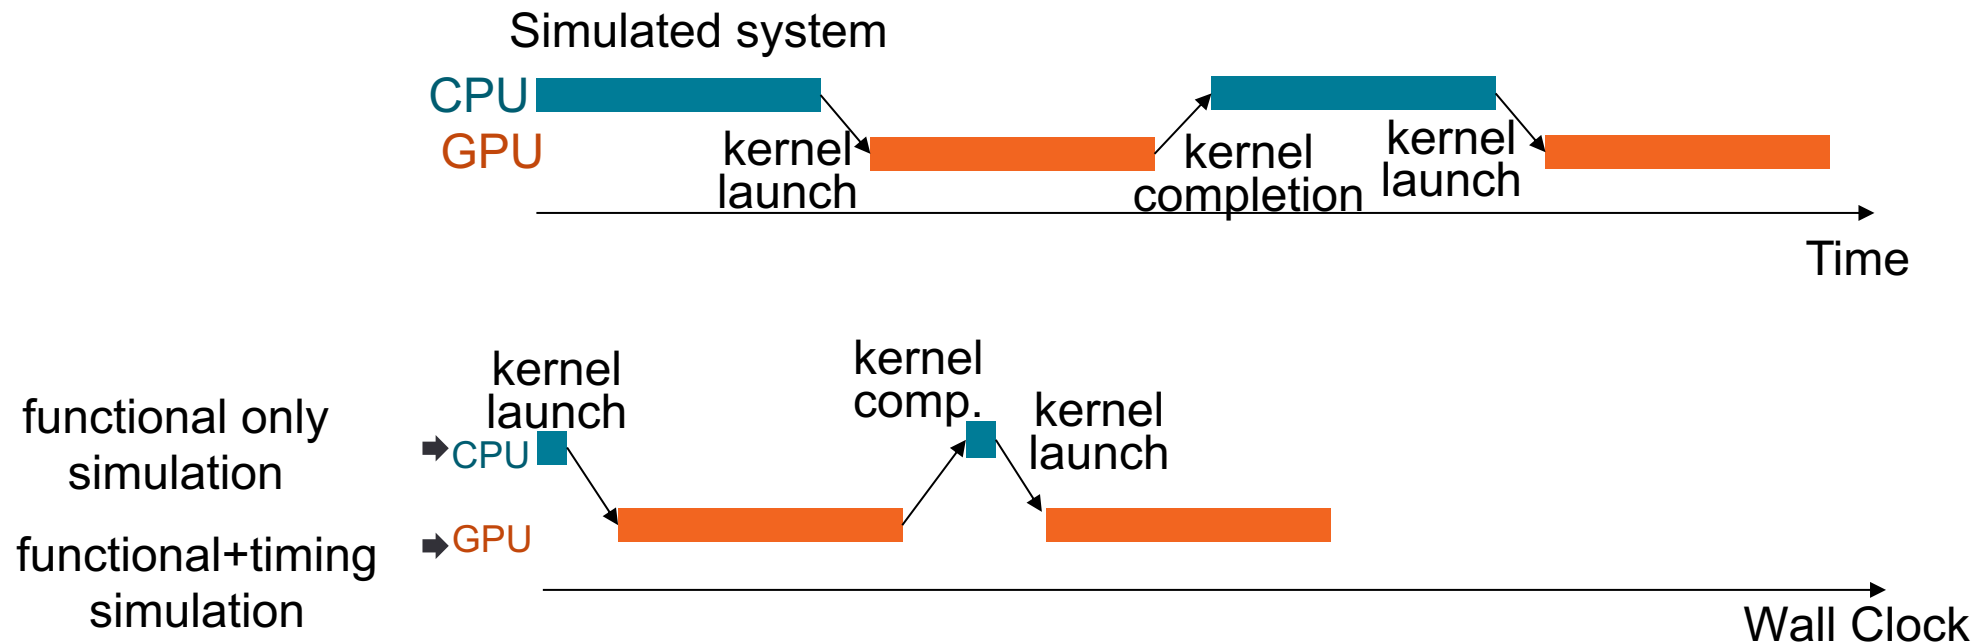 Simulated system
CPU
GPU
kernel
launch
kernel
completion
kernel
launch
Time
functional only
simulation
functional+timing
simulation
CPU
GPU
kernel
launch
kernel
comp.
kernel
launch
Wall Clock